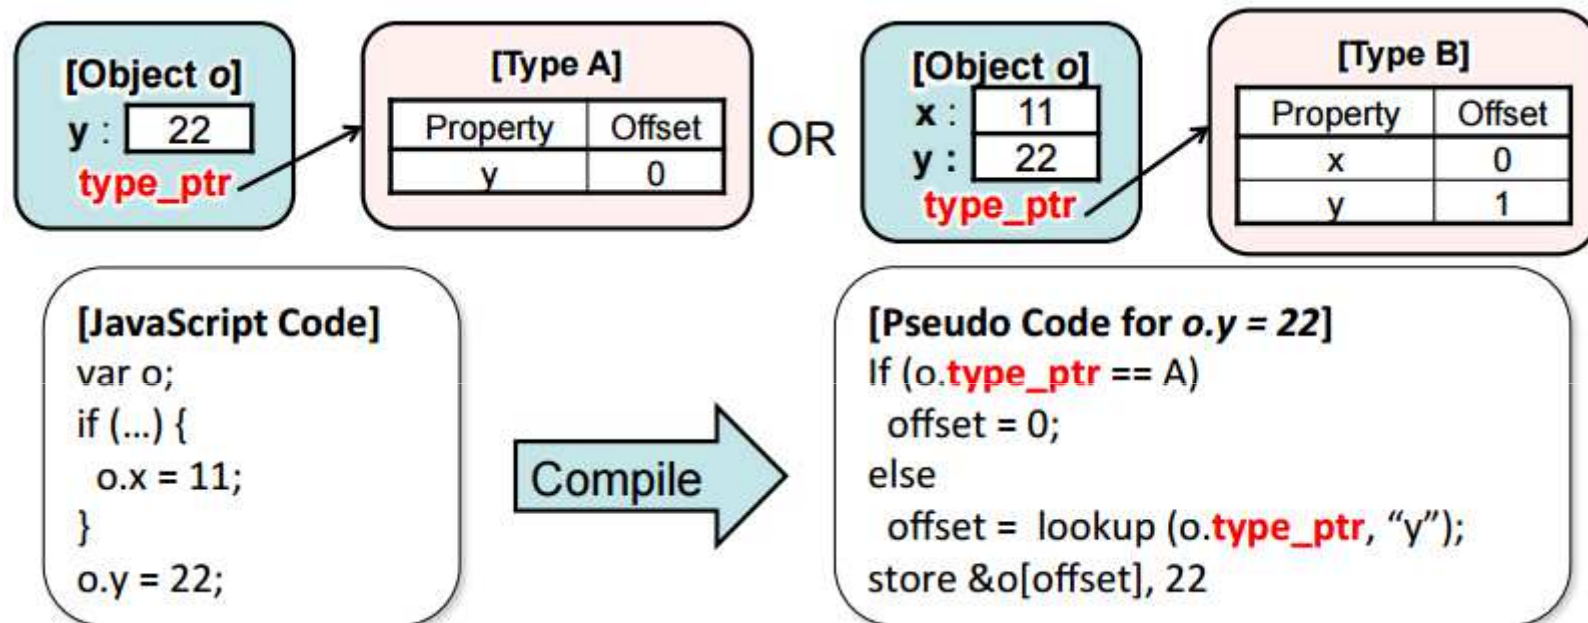 [Object o]
y : 22
type_ptr
[Type A]
Property Offset
y 0
OR
[Object o]
x : 11
y : 22
type_ptr
[Type B]
Property Offset
x 0
y 1
[JavaScript Code]
var o;
if (...) {
o.x = 11;
}
o.y = 22;
Compile
[Pseudo Code for o.y = 22]
If (o.type_ptr == A)
offset = 0;
else
offset = lookup (o.type_ptr, “y”);
store &o[offset], 22